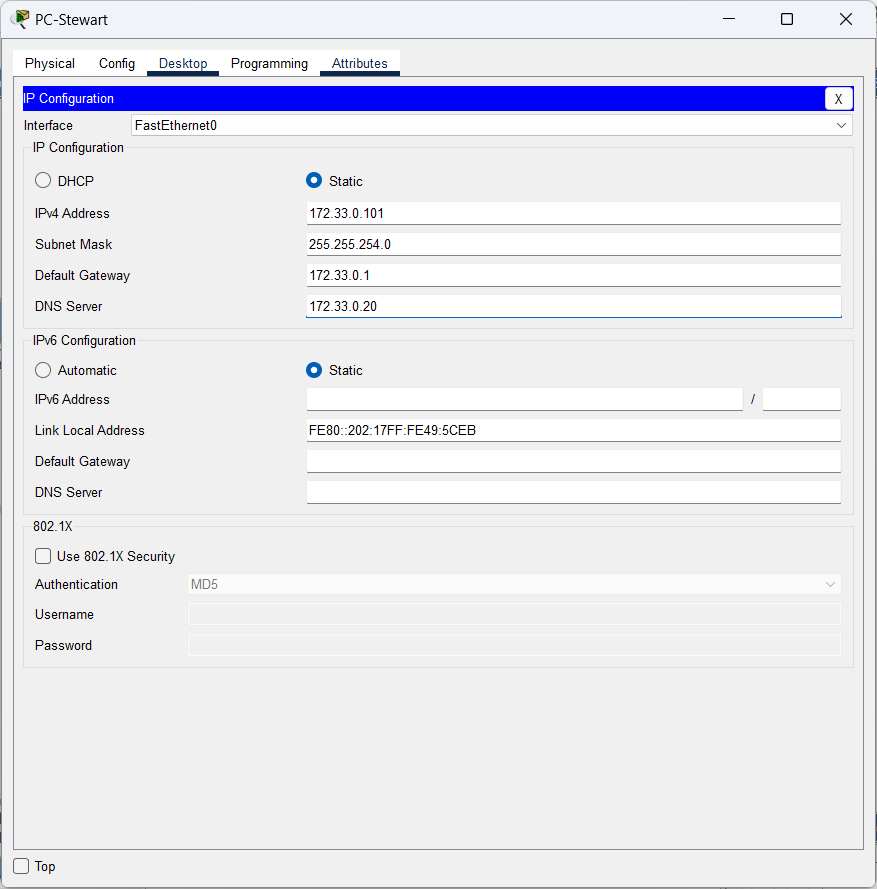 PC-Stewart
Physical Config Desktop Programming Attributes
IP Configuration X
Interface FastEthernet0
IP Configuration
DHCP Static
IPv4 Address 172.33.0.101
Subnet Mask 255.255.254.0
Default Gateway 172.33.0.1
DNS Server 172.33.0.20
IPv6 Configuration
Automatic Static
IPv6 Address /
Link Local Address FE80::202:17FF:FE49:5CEB
Default Gateway
DNS Server
802.1X
Use 802.1X Security
Authentication MD5
Username
Password
Top